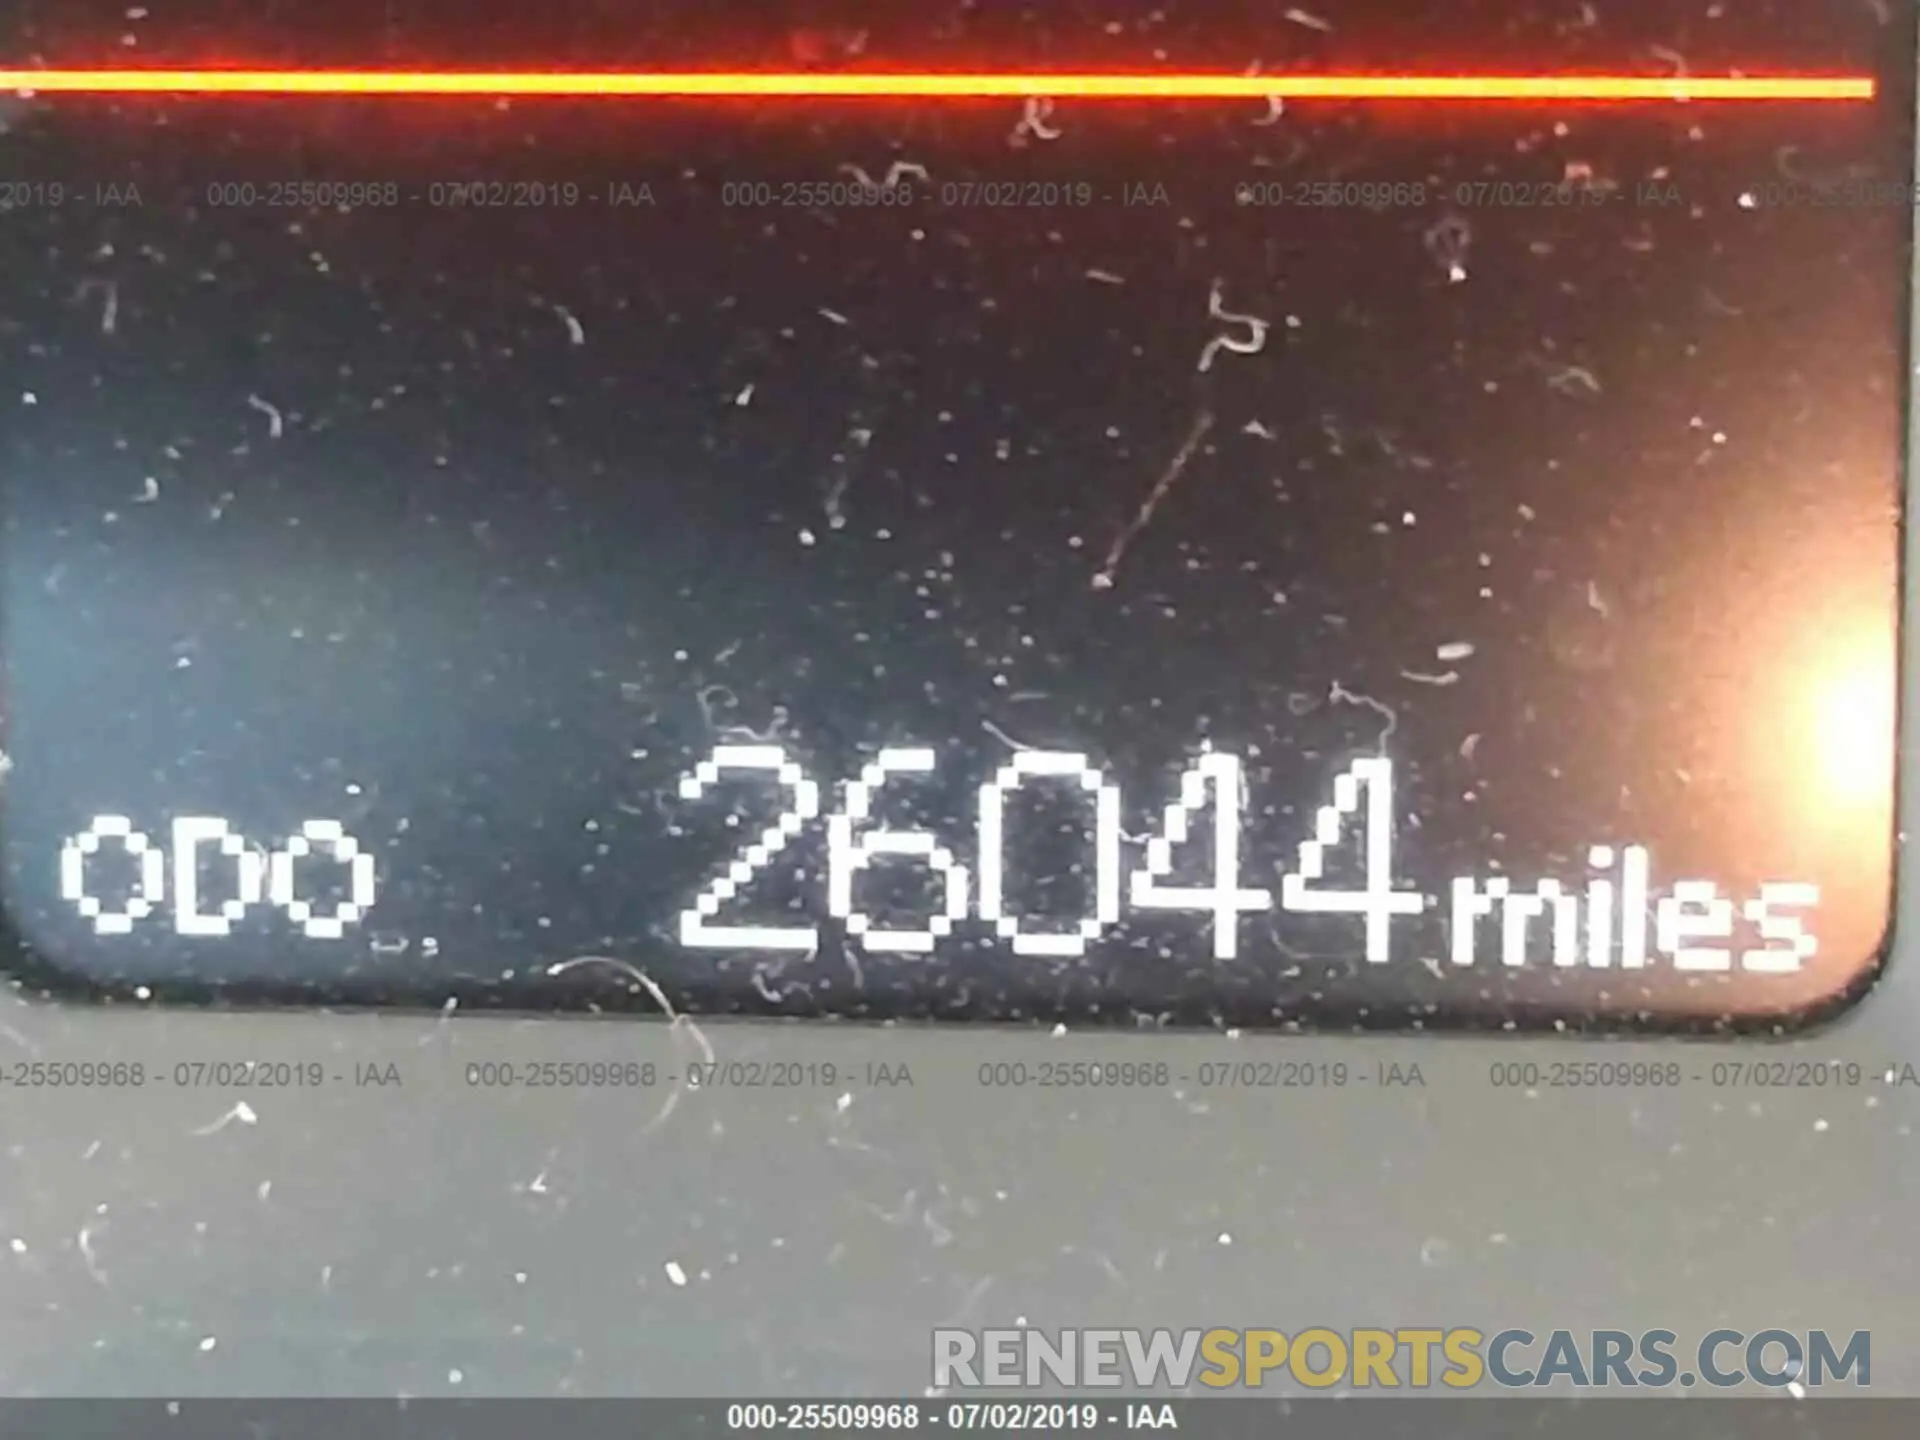 2019 - IAA 000-25509968 - 07/02/2019 - IAA 000-25509968 - 07/02/2019 - IAA 000-25509968 - 07/02/2019 - IAA 000-2550996
ODO 26044 miles
-25509968 - 07/02/2019 - IAA 000-25509968 - 07/02/2019 - IAA 000-25509968 - 07/02/2019 - IAA 000-25509968 - 07/02/2019 - IA
RENEWSPORTSCARS.COM
000-25509968 - 07/02/2019 - IAA